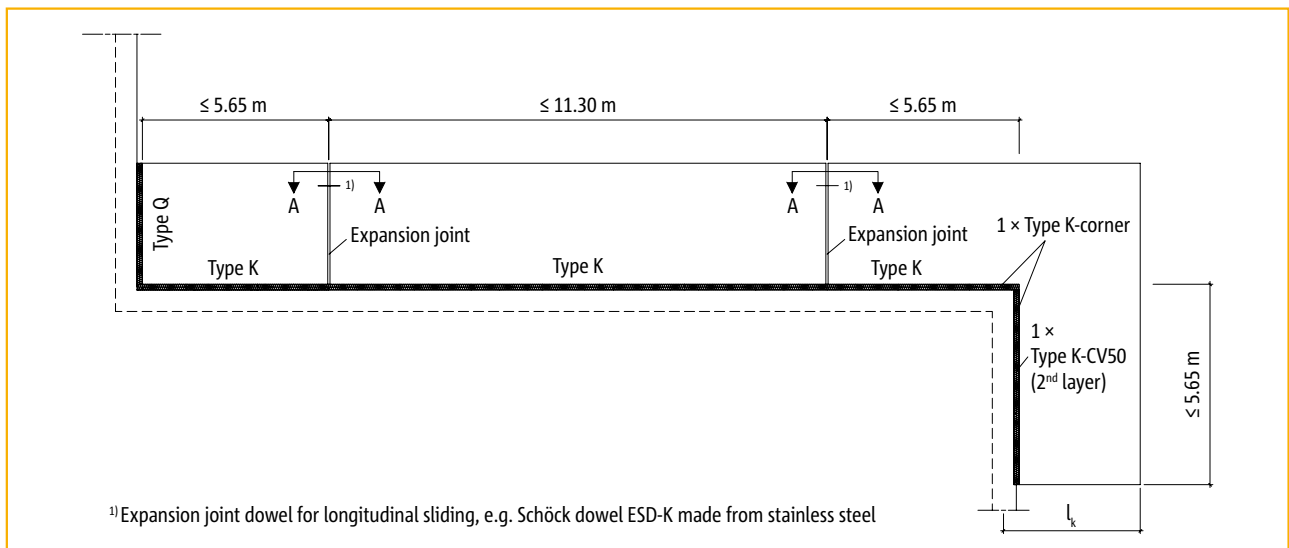 ≤ 5.65 m
≤ 11.30 m
≤ 5.65 m
1)
1)
A
A
A
A
Type Q
Expansion joint
Expansion joint
1 × Type K-corner
Type K
Type K
Type K
1 ×
Type K-CV50
(2nd layer)
≤ 5.65 m
1) Expansion joint dowel for longitudinal sliding, e.g. Schöck dowel ESD-K made from stainless steel
lk